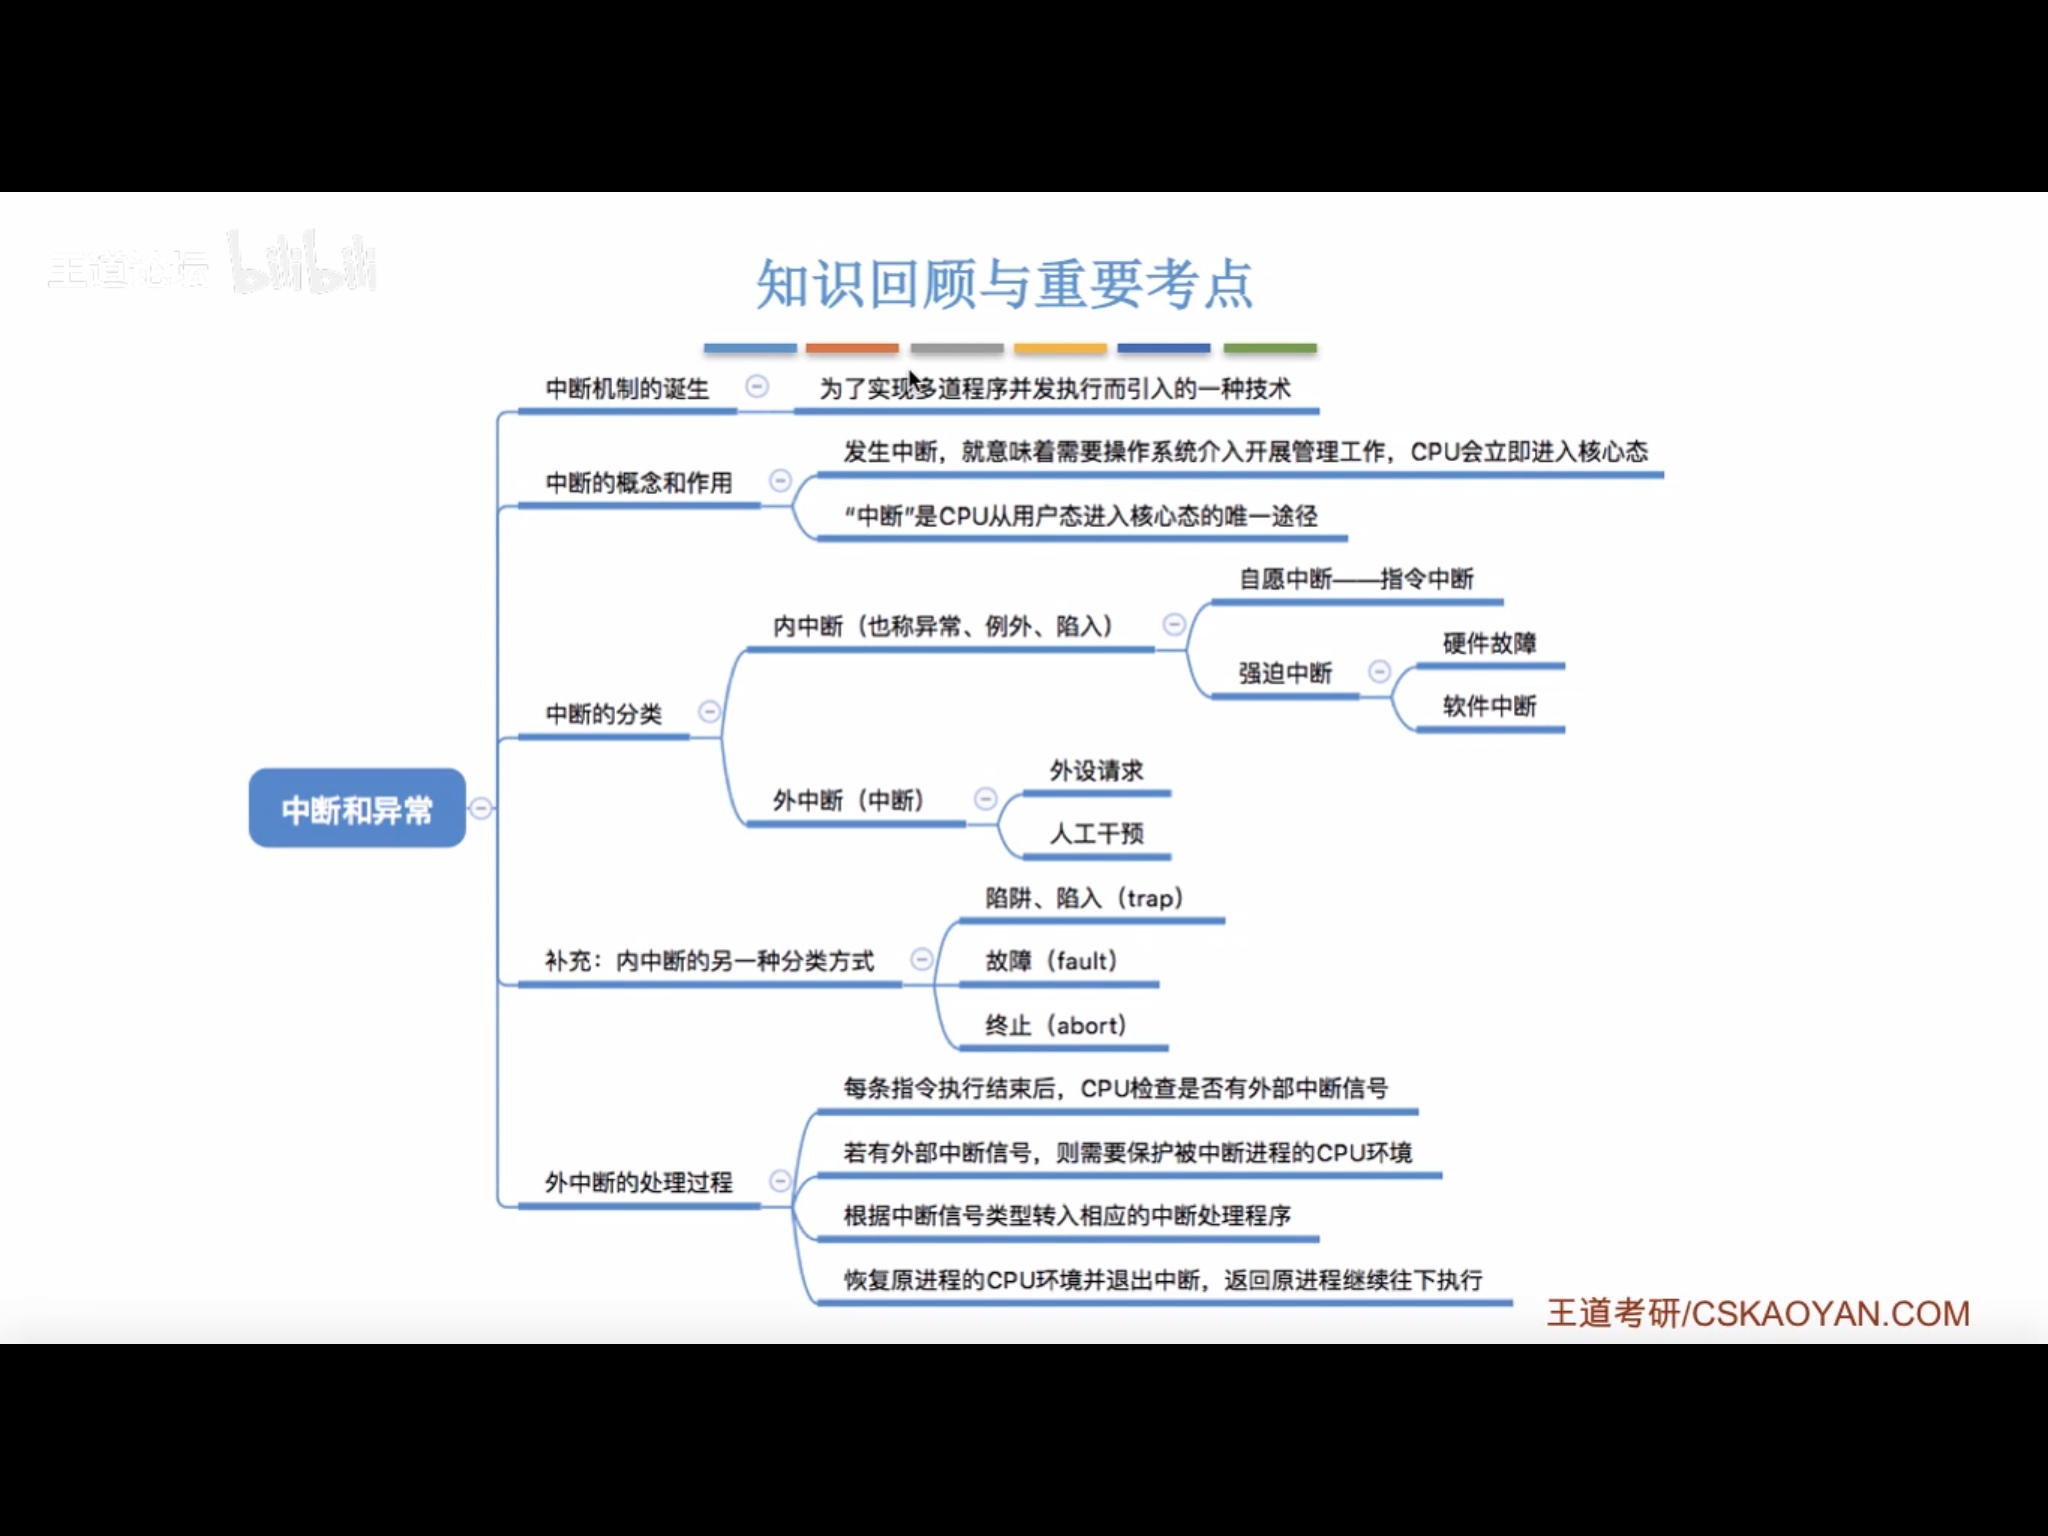 王道论坛 bilibili
知识回顾与重要考点
中断机制的诞生
为了实现多道程序并发执行而引入的一种技术
中断的概念和作用
发生中断，就意味着需要操作系统介入开展管理工作，CPU会立即进入核心态
“中断”是CPU从用户态进入核心态的唯一途径
中断的分类
内中断（也称异常、例外、陷入）
自愿中断——指令中断
强迫中断
硬件故障
软件中断
外中断（中断）
外设请求
人工干预
中断和异常
补充：内中断的另一种分类方式
陷阱、陷入（trap）
故障（fault）
终止（abort）
外中断的处理过程
每条指令执行结束后，CPU检查是否有外部中断信号
若有外部中断信号，则需要保护被中断进程的CPU环境
根据中断信号类型转入相应的中断处理程序
恢复原进程的CPU环境并退出中断，返回原进程继续往下执行
王道考研/CSKAOYAN.COM